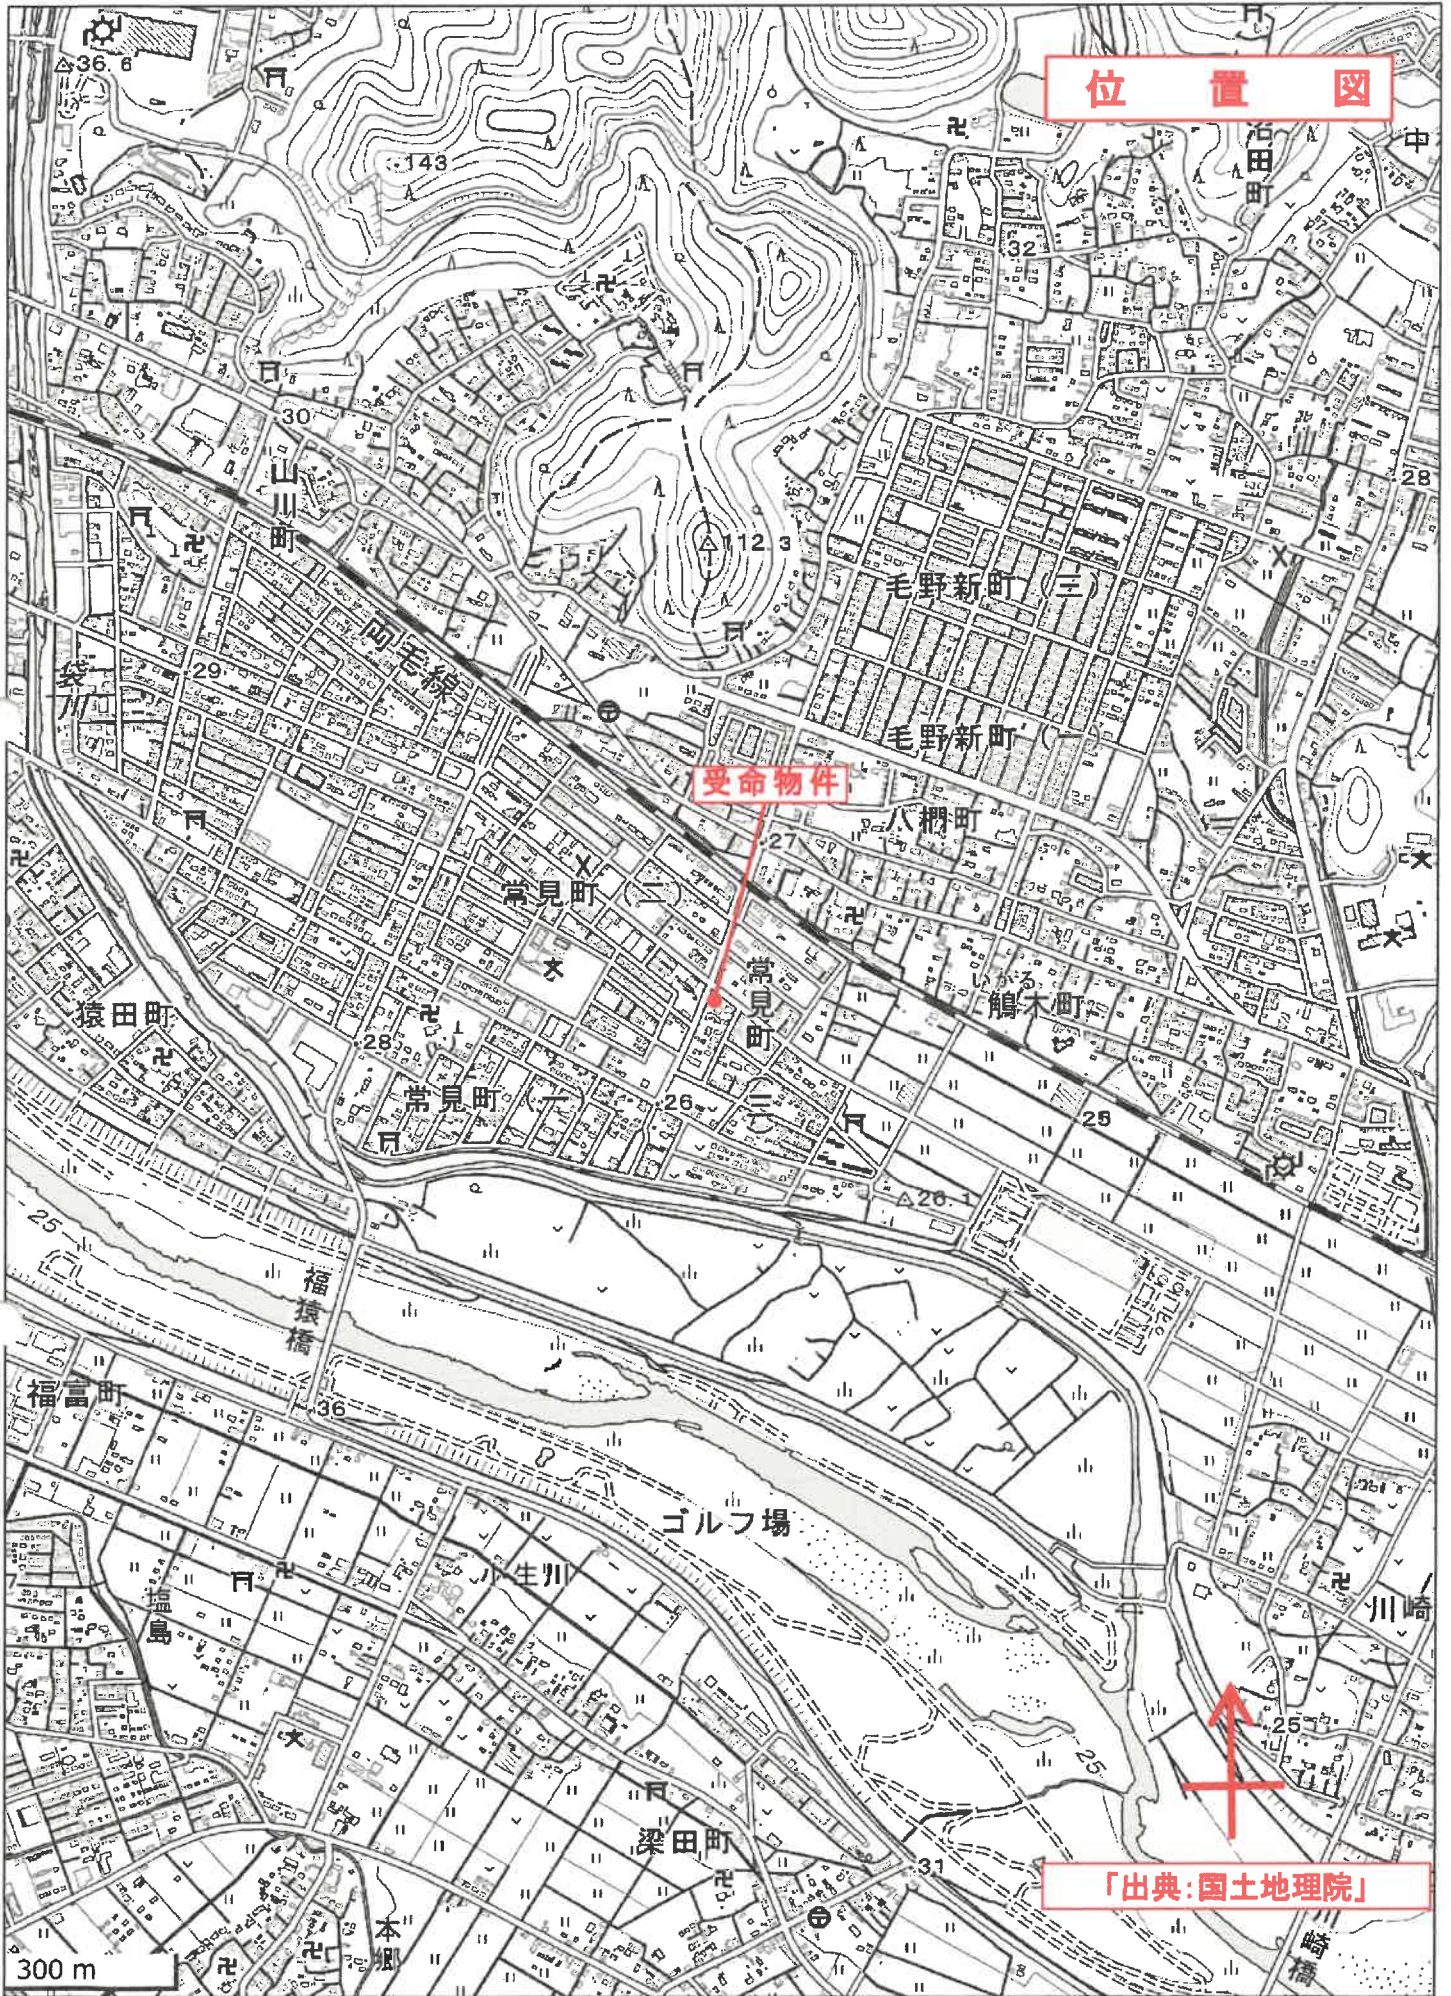 位置図
36.6
沼田町
中
143
32
30
山川町
28
112.3
毛野新町(三)
両毛線
29
袋川
毛野新町(一)
受命物件
八椚町
27
常見町(二)
いかる
鵤木町
常見町(三)
猿田町
28
常見町(一)
26
25
26.1
25
福猿橋
福富町
36
ゴルフ場
小生川
塩島
川崎
25
25
梁田町
31
「出典:国土地理院」
本郷
300 m